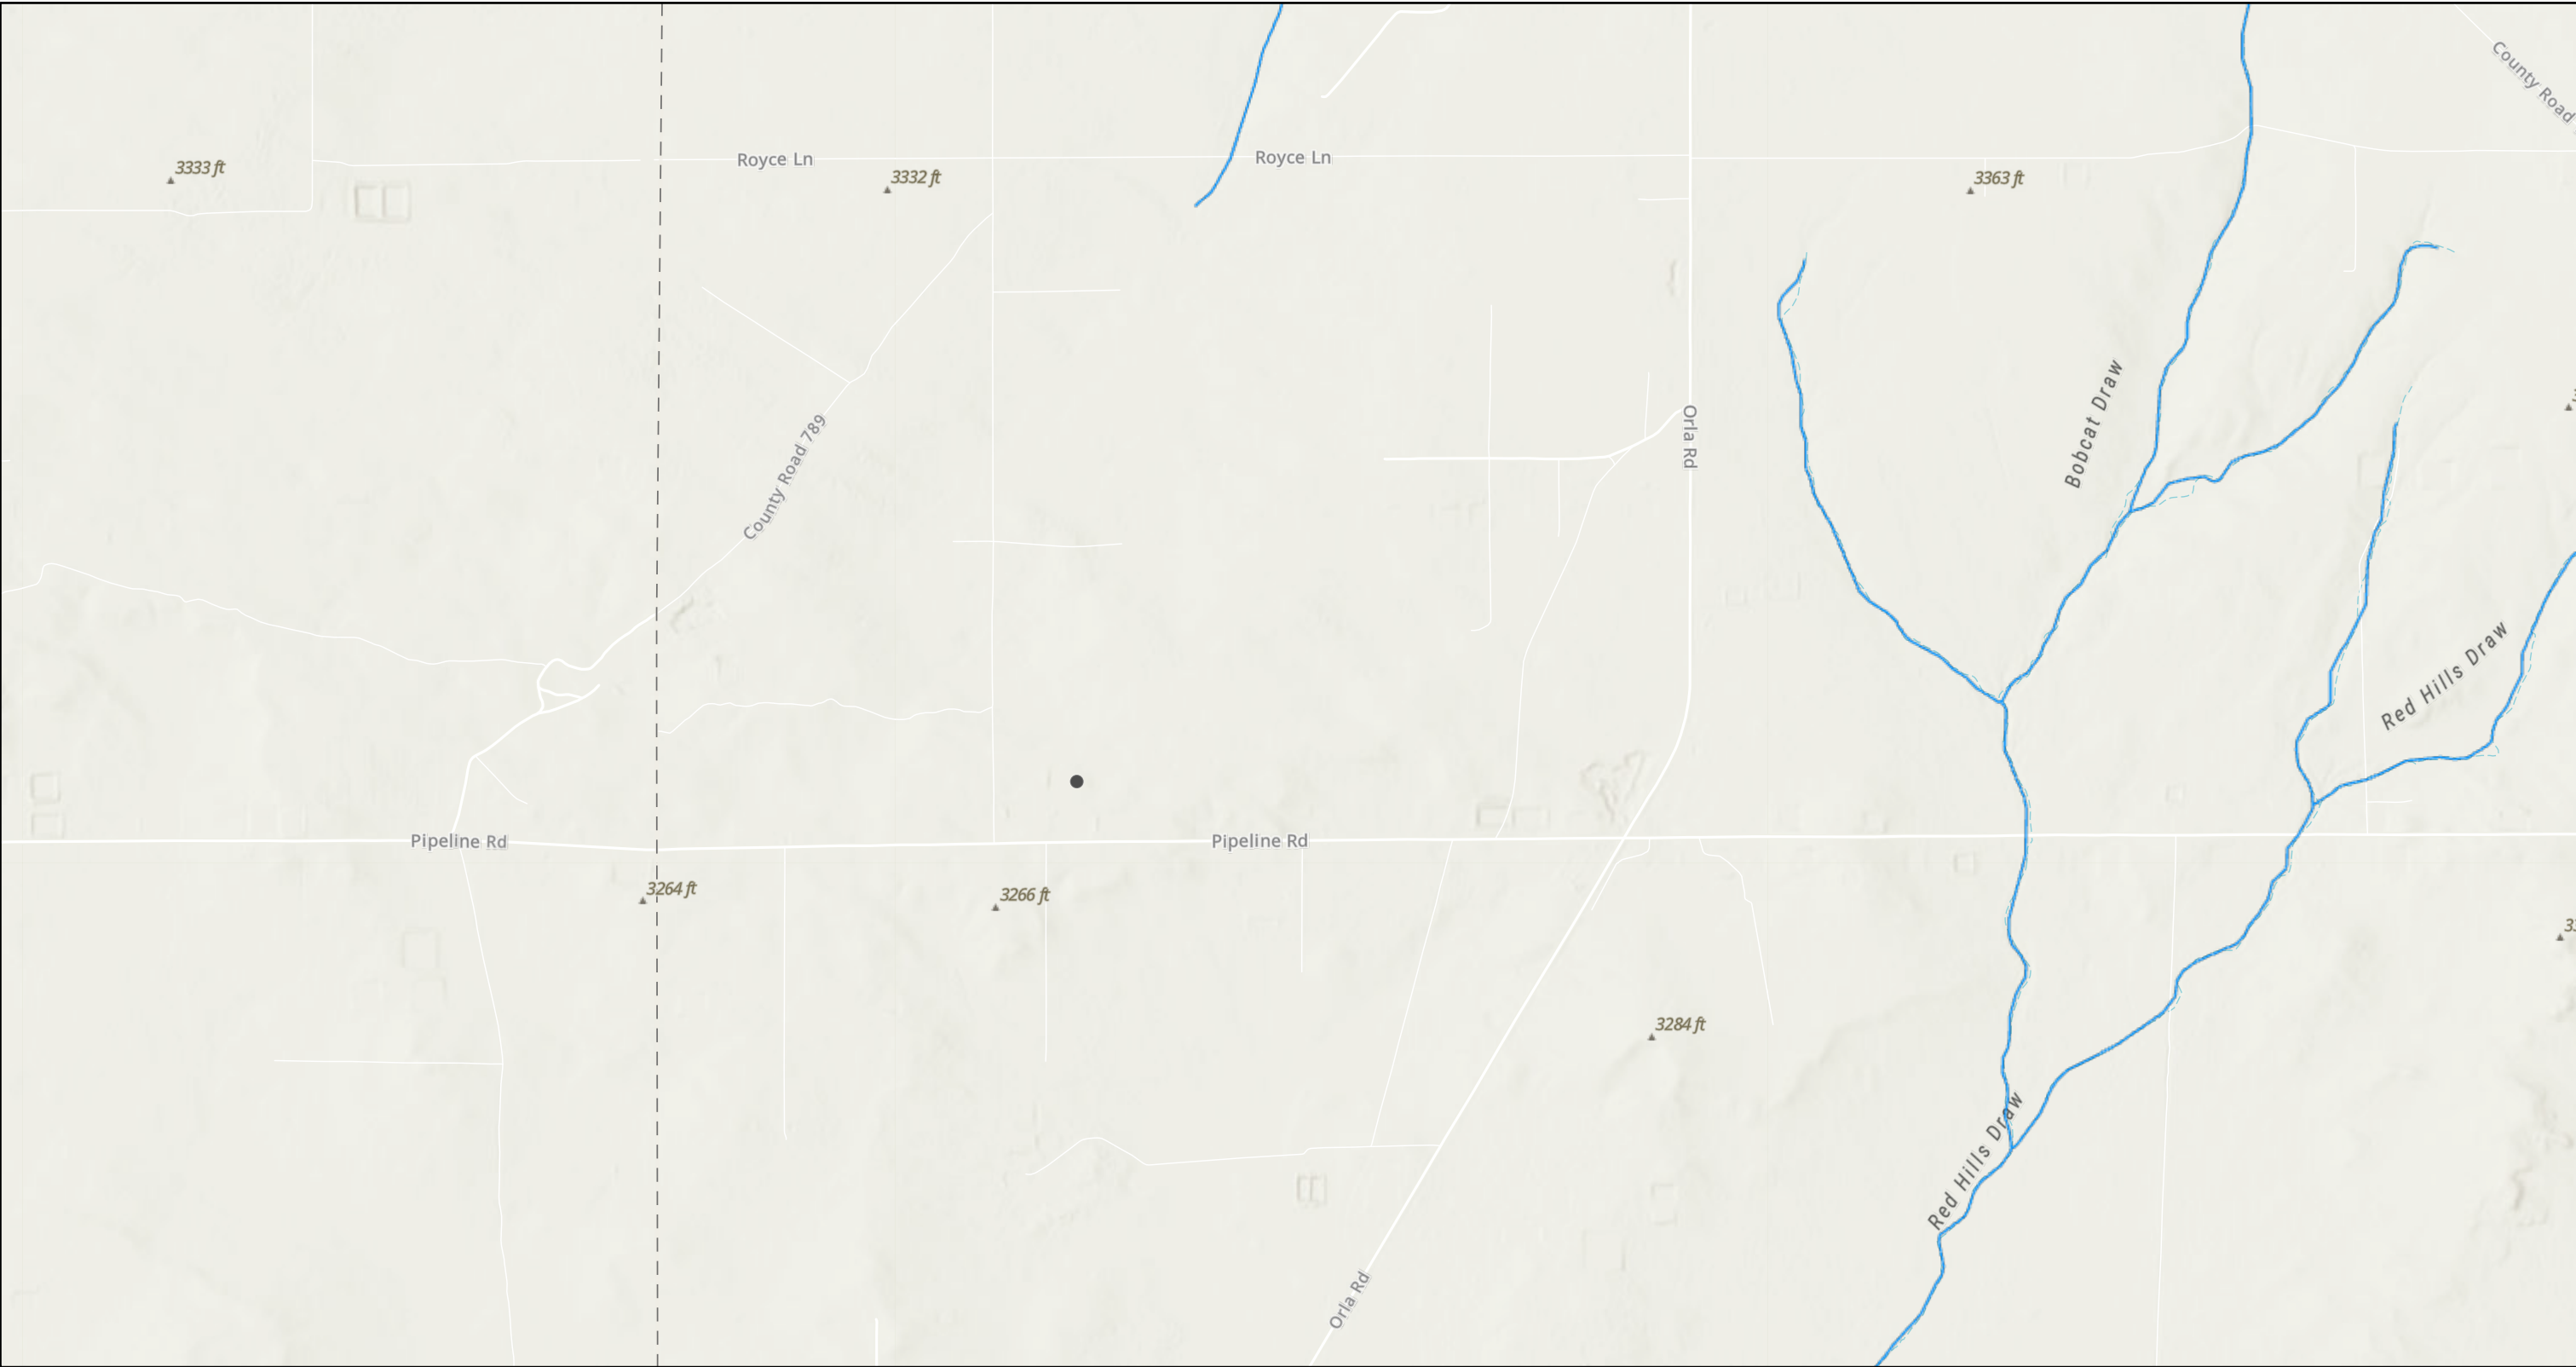 County Road
3333 ft
Royce Ln
3332 ft
Royce Ln
3363 ft
Bobcat Draw
Orla Rd
County Road 789
Red Hills Draw
Pipeline Rd
Pipeline Rd
3264 ft
3266 ft
3284 ft
Red Hills Draw
Orla Rd